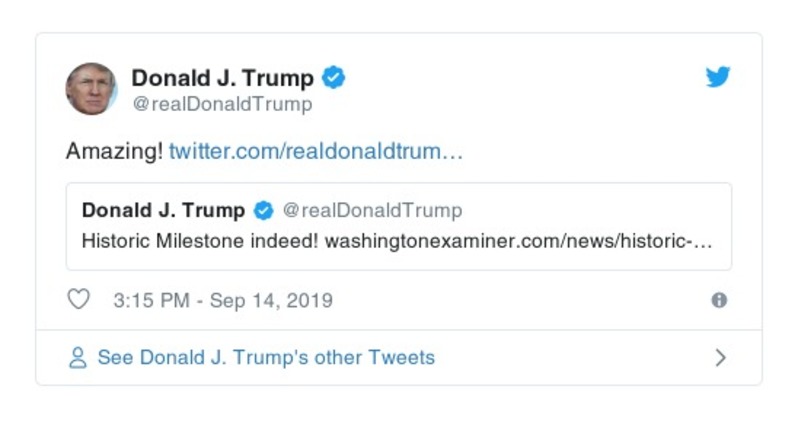 Donald J. Trump
@realDonaldTrump
Amazing! twitter.com/realdonaldtrum…
Donald J. Trump @realDonaldTrump
Historic Milestone indeed! washingtonexaminer.com/news/historic-…
3:15 PM - Sep 14, 2019
See Donald J. Trump's other Tweets